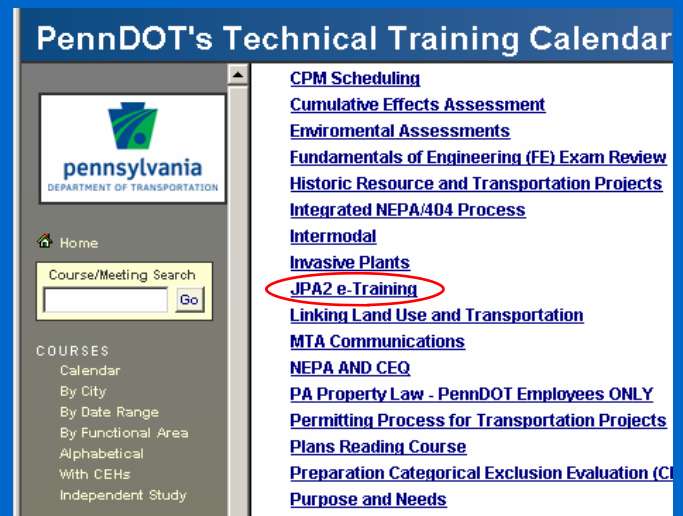 PennDOT's Technical Training Calendar
pennsylvania
DEPARTMENT OF TRANSPORTATION
Home
Course/Meeting Search
Go
COURSES
Calendar
By City
By Date Range
By Functional Area
Alphabetical
With CEHs
Independent Study
CPM Scheduling
Cumulative Effects Assessment
Enviromental Assessments
Fundamentals of Engineering (FE) Exam Review
Historic Resource and Transportation Projects
Integrated NEPA/404 Process
Intermodal
Invasive Plants
JPA2 e-Training
Linking Land Use and Transportation
MTA Communications
NEPA AND CEQ
PA Property Law - PennDOT Employees ONLY
Permitting Process for Transportation Projects
Plans Reading Course
Preparation Categorical Exclusion Evaluation
Purpose and Needs